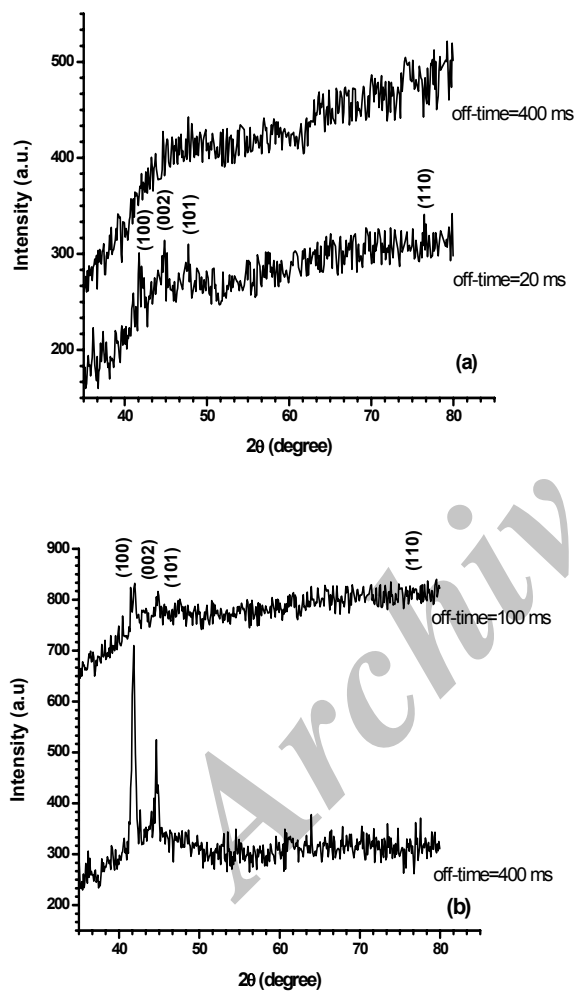 500
off-time=400 ms
400
(100)
(002)
(101)
(110)
300
off-time=20 ms
200
Intensity (a.u.)
(a)
40 50 60 70 80
2θ (degree)
(100)
(002)
(101)
(110)
900
800
off-time=100 ms
700
600
500
400
300
off-time=400 ms
200
Intensity (a.u)
(b)
40 50 60 70 80
2θ (degree)
Archiv